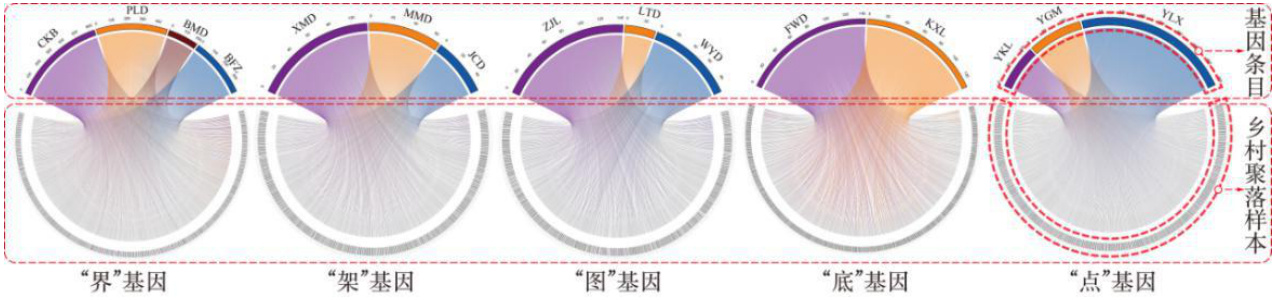 CKB PLD BMD BFZ
XMD MMD JCD
ZJL LTD WYD
FWD KXL
YKL YGM YLX
基因条目
乡村聚落样本
“界”基因
“架”基因
“图”基因
“底”基因
“点”基因